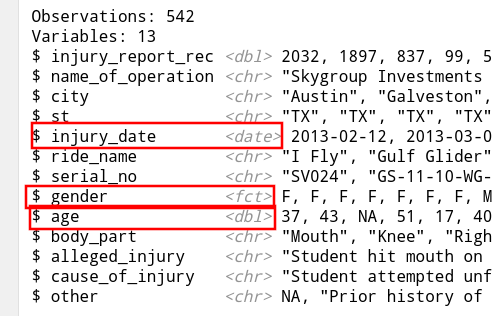 Observations: 542
Variables: 13
$ injury_report_rec <dbl> 2032, 1897, 837, 99, 5
$ name_of_operation <chr> "Skygroup Investments
$ city <chr> "Austin", "Galveston",
$ st <chr> "TX", "TX", "TX", "TX"
$ injury_date <date> 2013-02-12, 2013-03-0
$ ride_name <chr> "I Fly", "Gulf Glider"
$ serial_no <chr> "SV024", "GS-11-10-WG-
$ gender <fct> F, F, F, F, F, F, F, M
$ age <dbl> 37, 43, NA, 51, 17, 40
$ body_part <chr> "Mouth", "Knee", "Righ
$ alleged_injury <chr> "Student hit mouth on
$ cause_of_injury <chr> "Student attempted unf
$ other <chr> NA, "Prior history of